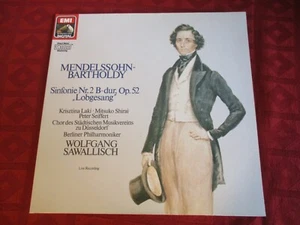 EMI
MENDELSSOHN-
BARTHOLDY
Sinfonie Nr. 2 B-dur, Op. 52
„Lobgesang"
Krisztina Laki · Mitsuko Shirai
Peter Seiffert
Chor des Städtischen Musikvereins
zu Düsseldorf
Berliner Philharmoniker
WOLFGANG
SAWALLISCH
Live Recording